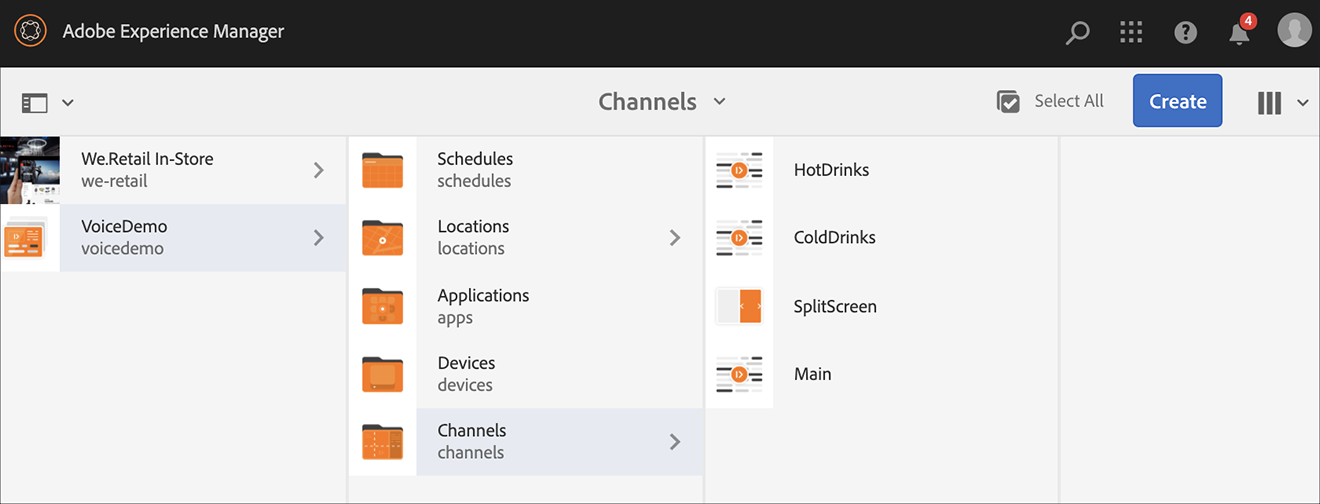 Adobe Experience Manager
4
Channels
Select All
Create
We.Retail In-Store
we-retail
VoiceDemo
voicedemo
Schedules
schedules
Locations
locations
Applications
apps
Devices
devices
Channels
channels
HotDrinks
ColdDrinks
SplitScreen
Main